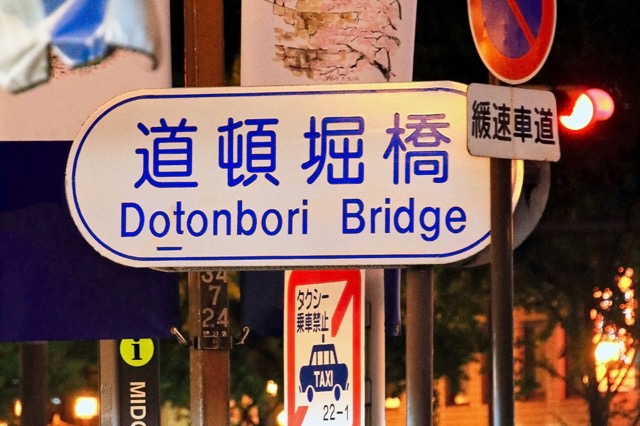 道頓堀橋
Dotonbori Bridge
緩速車道
34
7
24
タクシー
乗車禁止
TAXI
22-1
i
MIDO